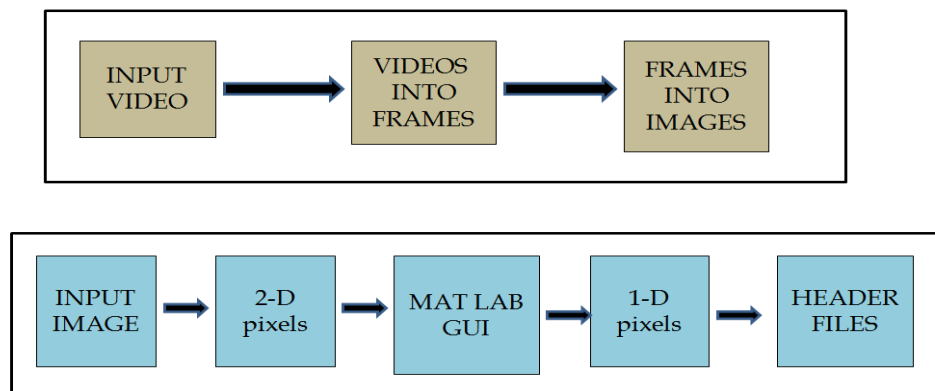 INPUT
VIDEO
VIDEOS
INTO
FRAMES
FRAMES
INTO
IMAGES
INPUT
IMAGE
2-D
pixels
MAT LAB
GUI
1-D
pixels
HEADER
FILES